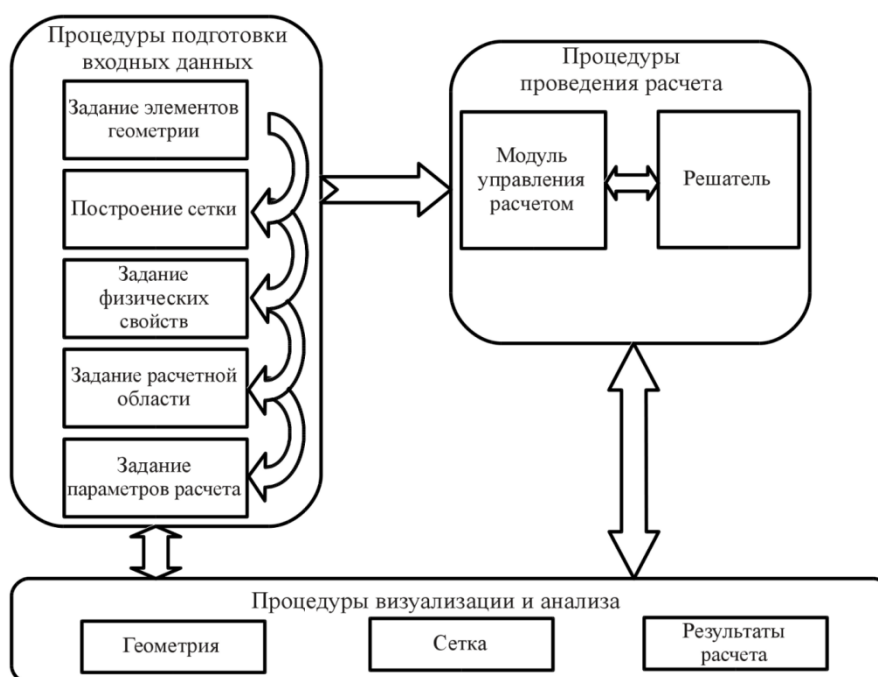 Процедуры подготовки
входных данных
Задание элементов
геометрии
Построение сетки
Задание
физических
свойств
Задание расчетной
области
Задание
параметров расчета
Процедуры
проведения расчета
Модуль
управления
расчетом
Решатель
Процедуры визуализации и анализа
Геометрия
Сетка
Результаты
расчета